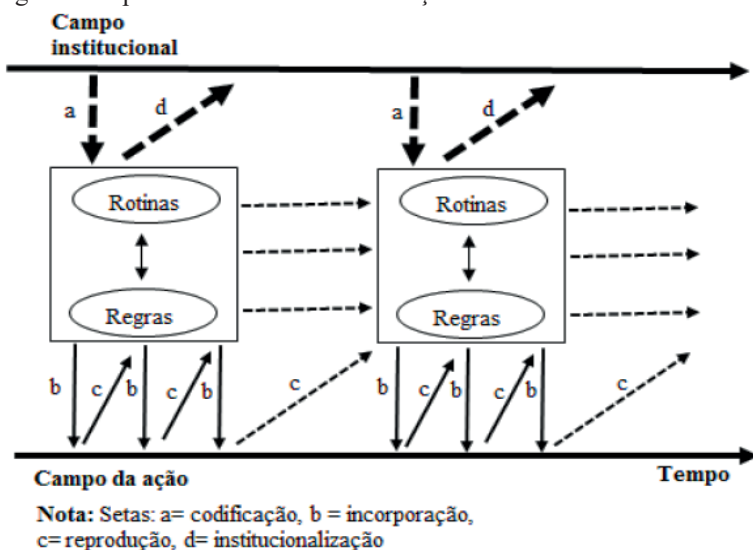 Campo
institucional
a d a d
Rotinas Rotinas
Regras Regras
c c
b c b c b b c b c b
Campo da ação Tempo
Nota: Setas: a= codificação, b = incorporação,
c= reprodução, d= institucionalização